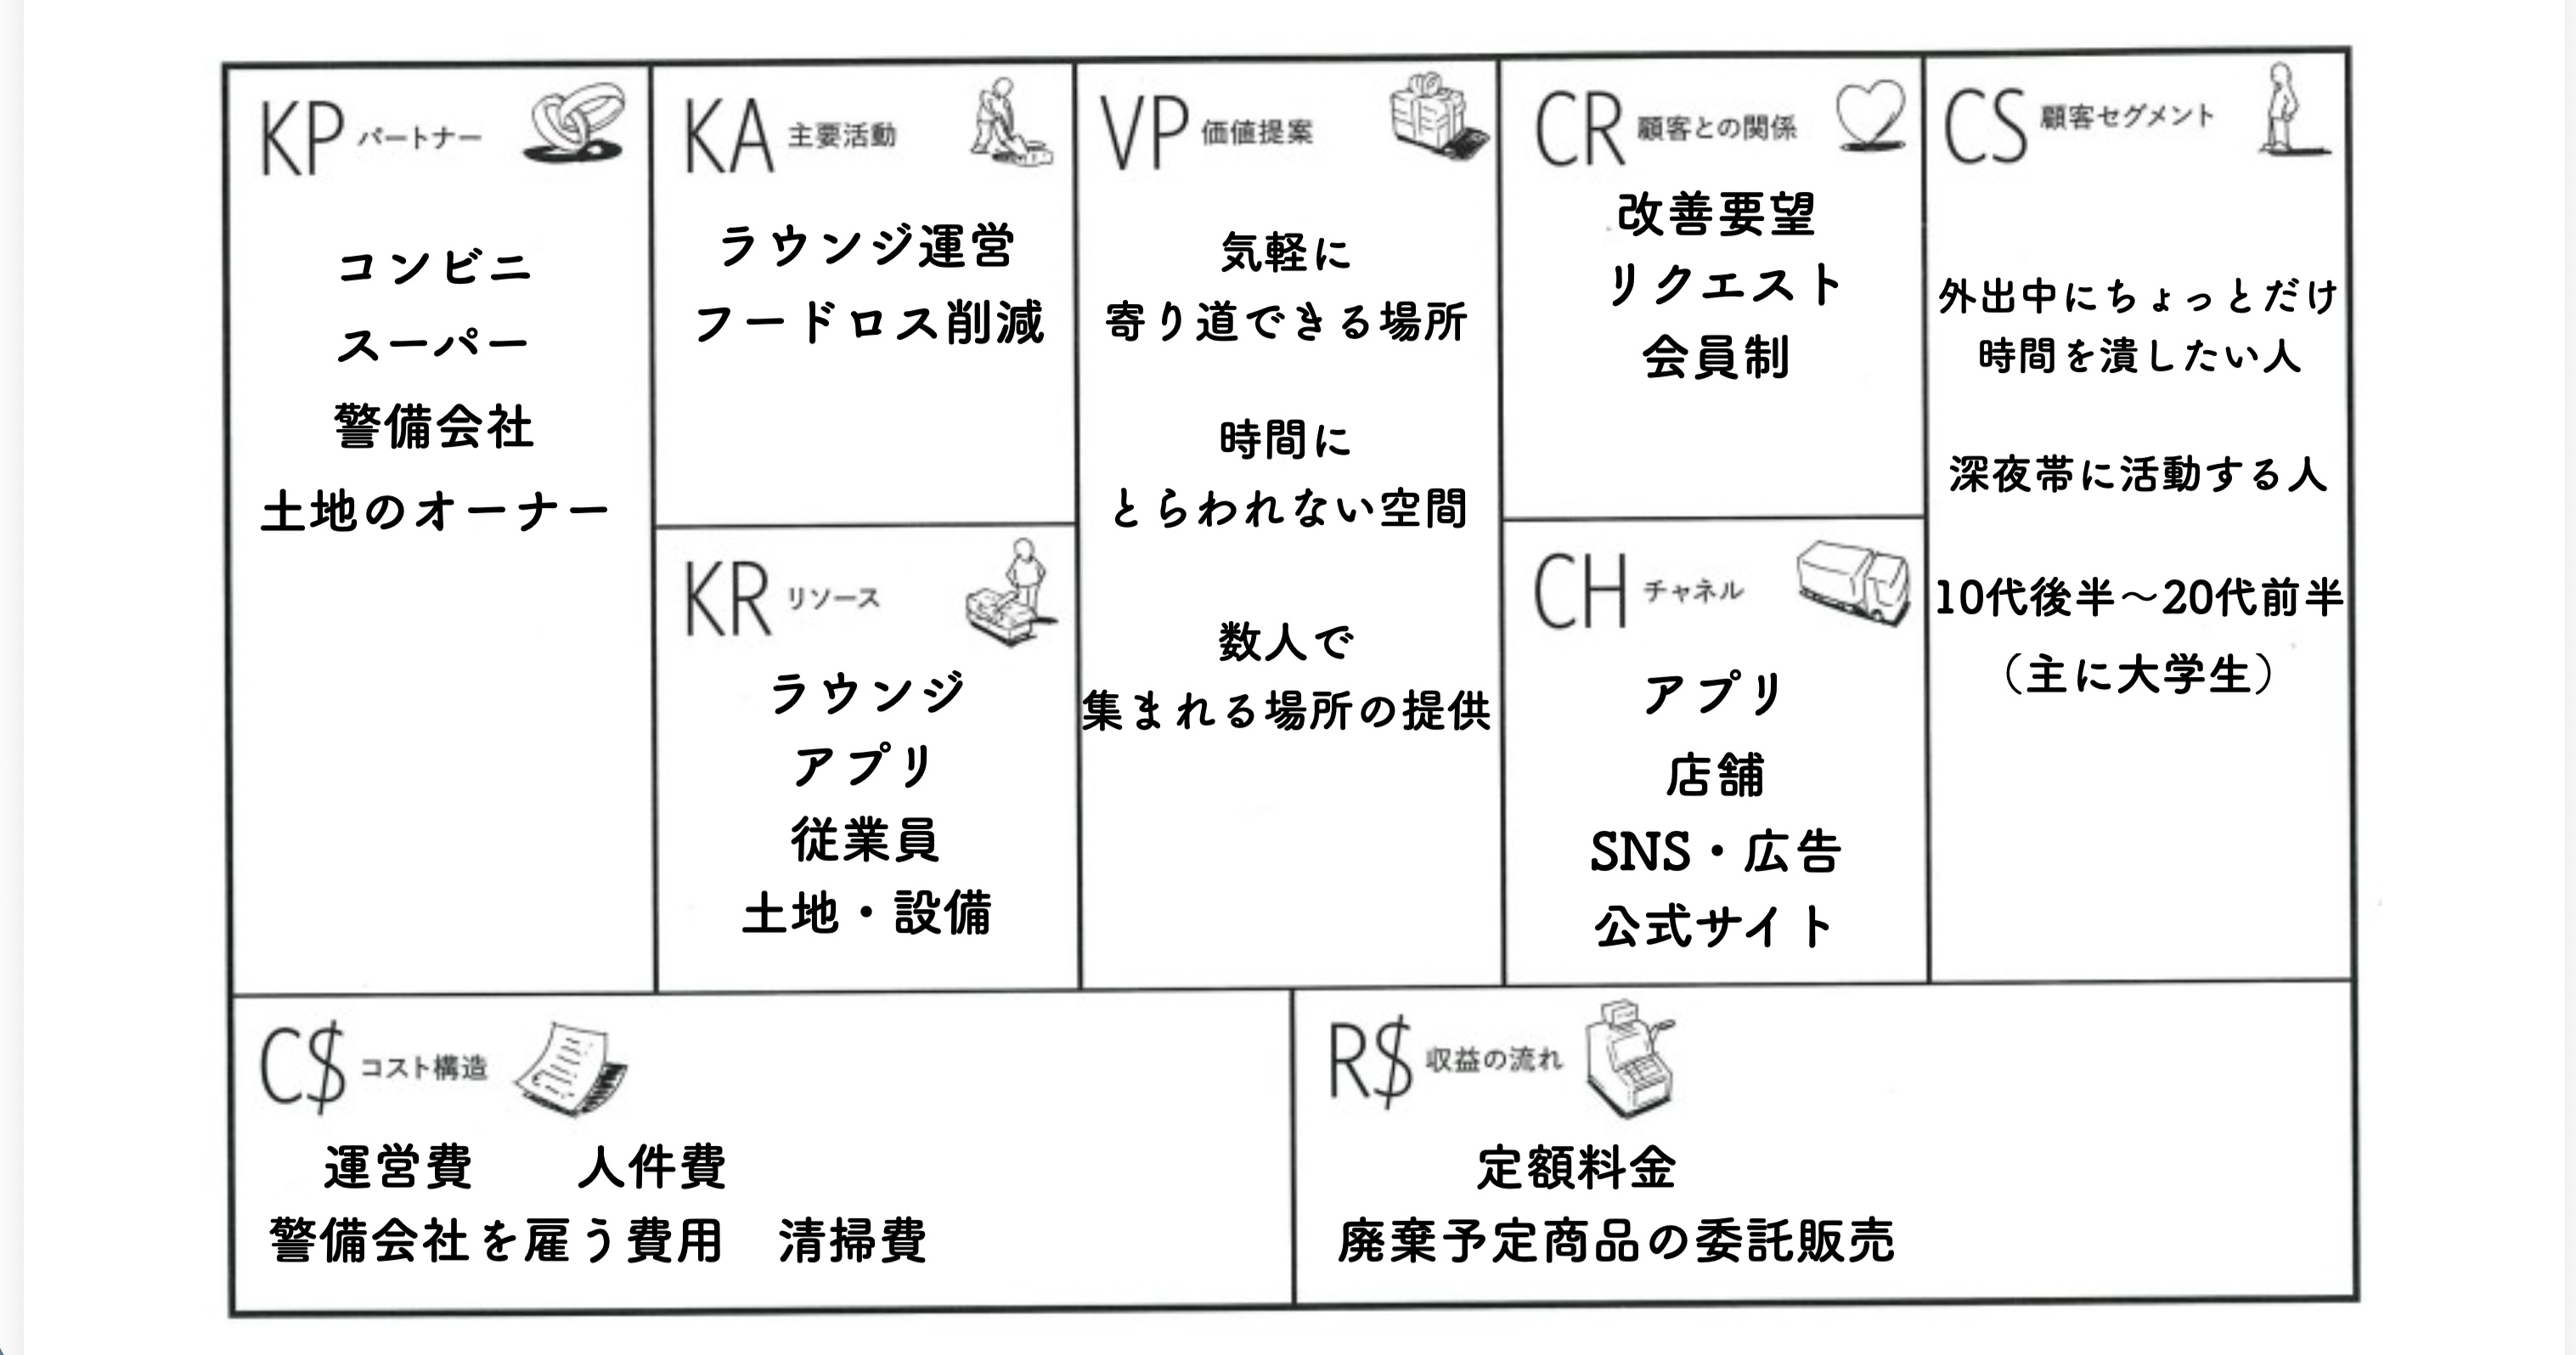 KP パートナー
コンビニ
スーパー
警備会社
土地のオーナー
KA 主要活動
ラウンジ運営
フードロス削減
KR リソース
ラウンジ
アプリ
従業員
土地・設備
VP 価値提案
気軽に
寄り道できる場所
時間に
とらわれない空間
数人で
集まれる場所の提供
CR 顧客との関係
改善要望
リクエスト
会員制
CH チャネル
アプリ
店舗
SNS・広告
公式サイト
CS 顧客セグメント
外出中にちょっとだけ
時間を潰したい人
深夜帯に活動する人
10代後半〜20代前半
（主に大学生）
C$ コスト構造
運営費 人件費
警備会社を雇う費用 清掃費
R$ 収益の流れ
定額料金
廃棄予定商品の委託販売